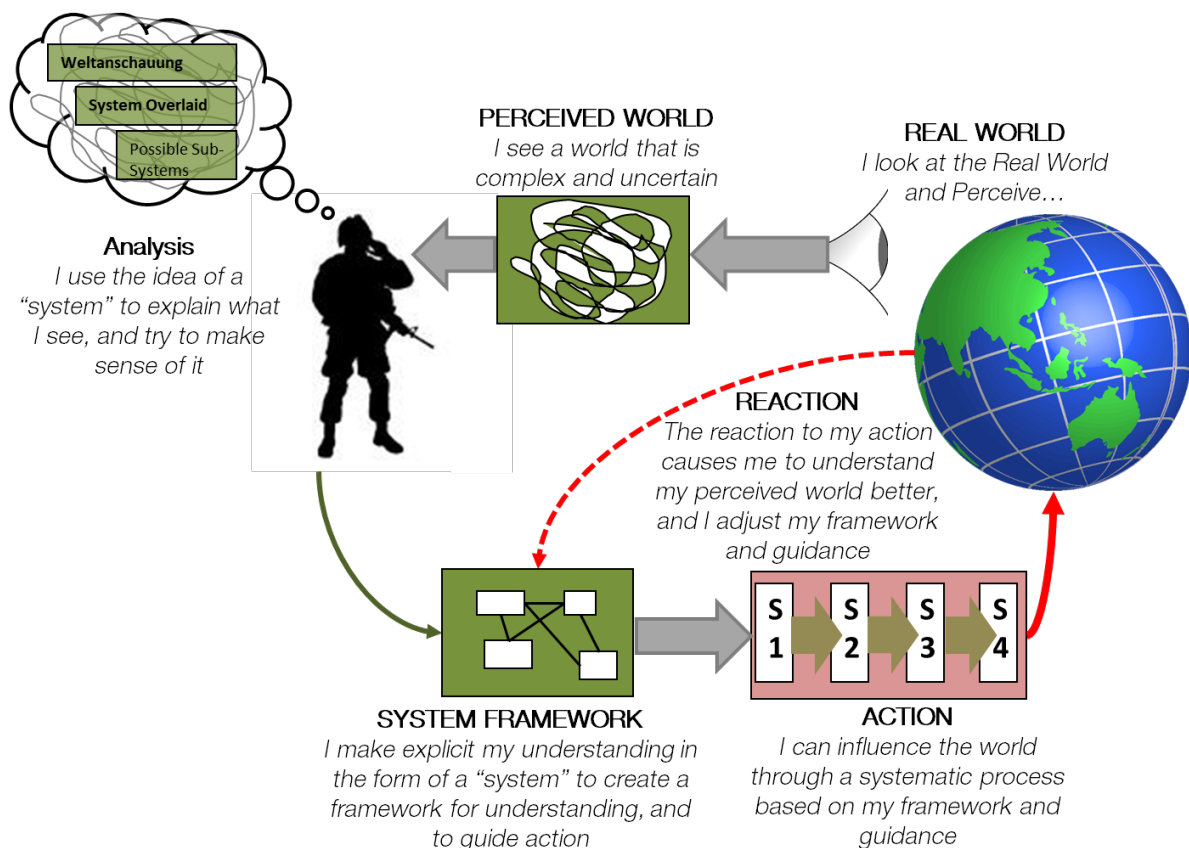 Weltanschauung
System Overlaid
Possible Sub-
Systems
PERCEIVED WORLD
I see a world that is
complex and uncertain
REAL WORLD
I look at the Real World
and Perceive…
Analysis
I use the idea of a
“system” to explain what
I see, and try to make
sense of it
REACTION
The reaction to my action
causes me to understand
my perceived world better,
and I adjust my framework
and guidance
S
1
S
2
S
3
S
4
SYSTEM FRAMEWORK
I make explicit my understanding in
the form of a “system” to create a
framework for understanding, and
to guide action
ACTION
I can influence the world
through a systematic process
based on my framework and
guidance